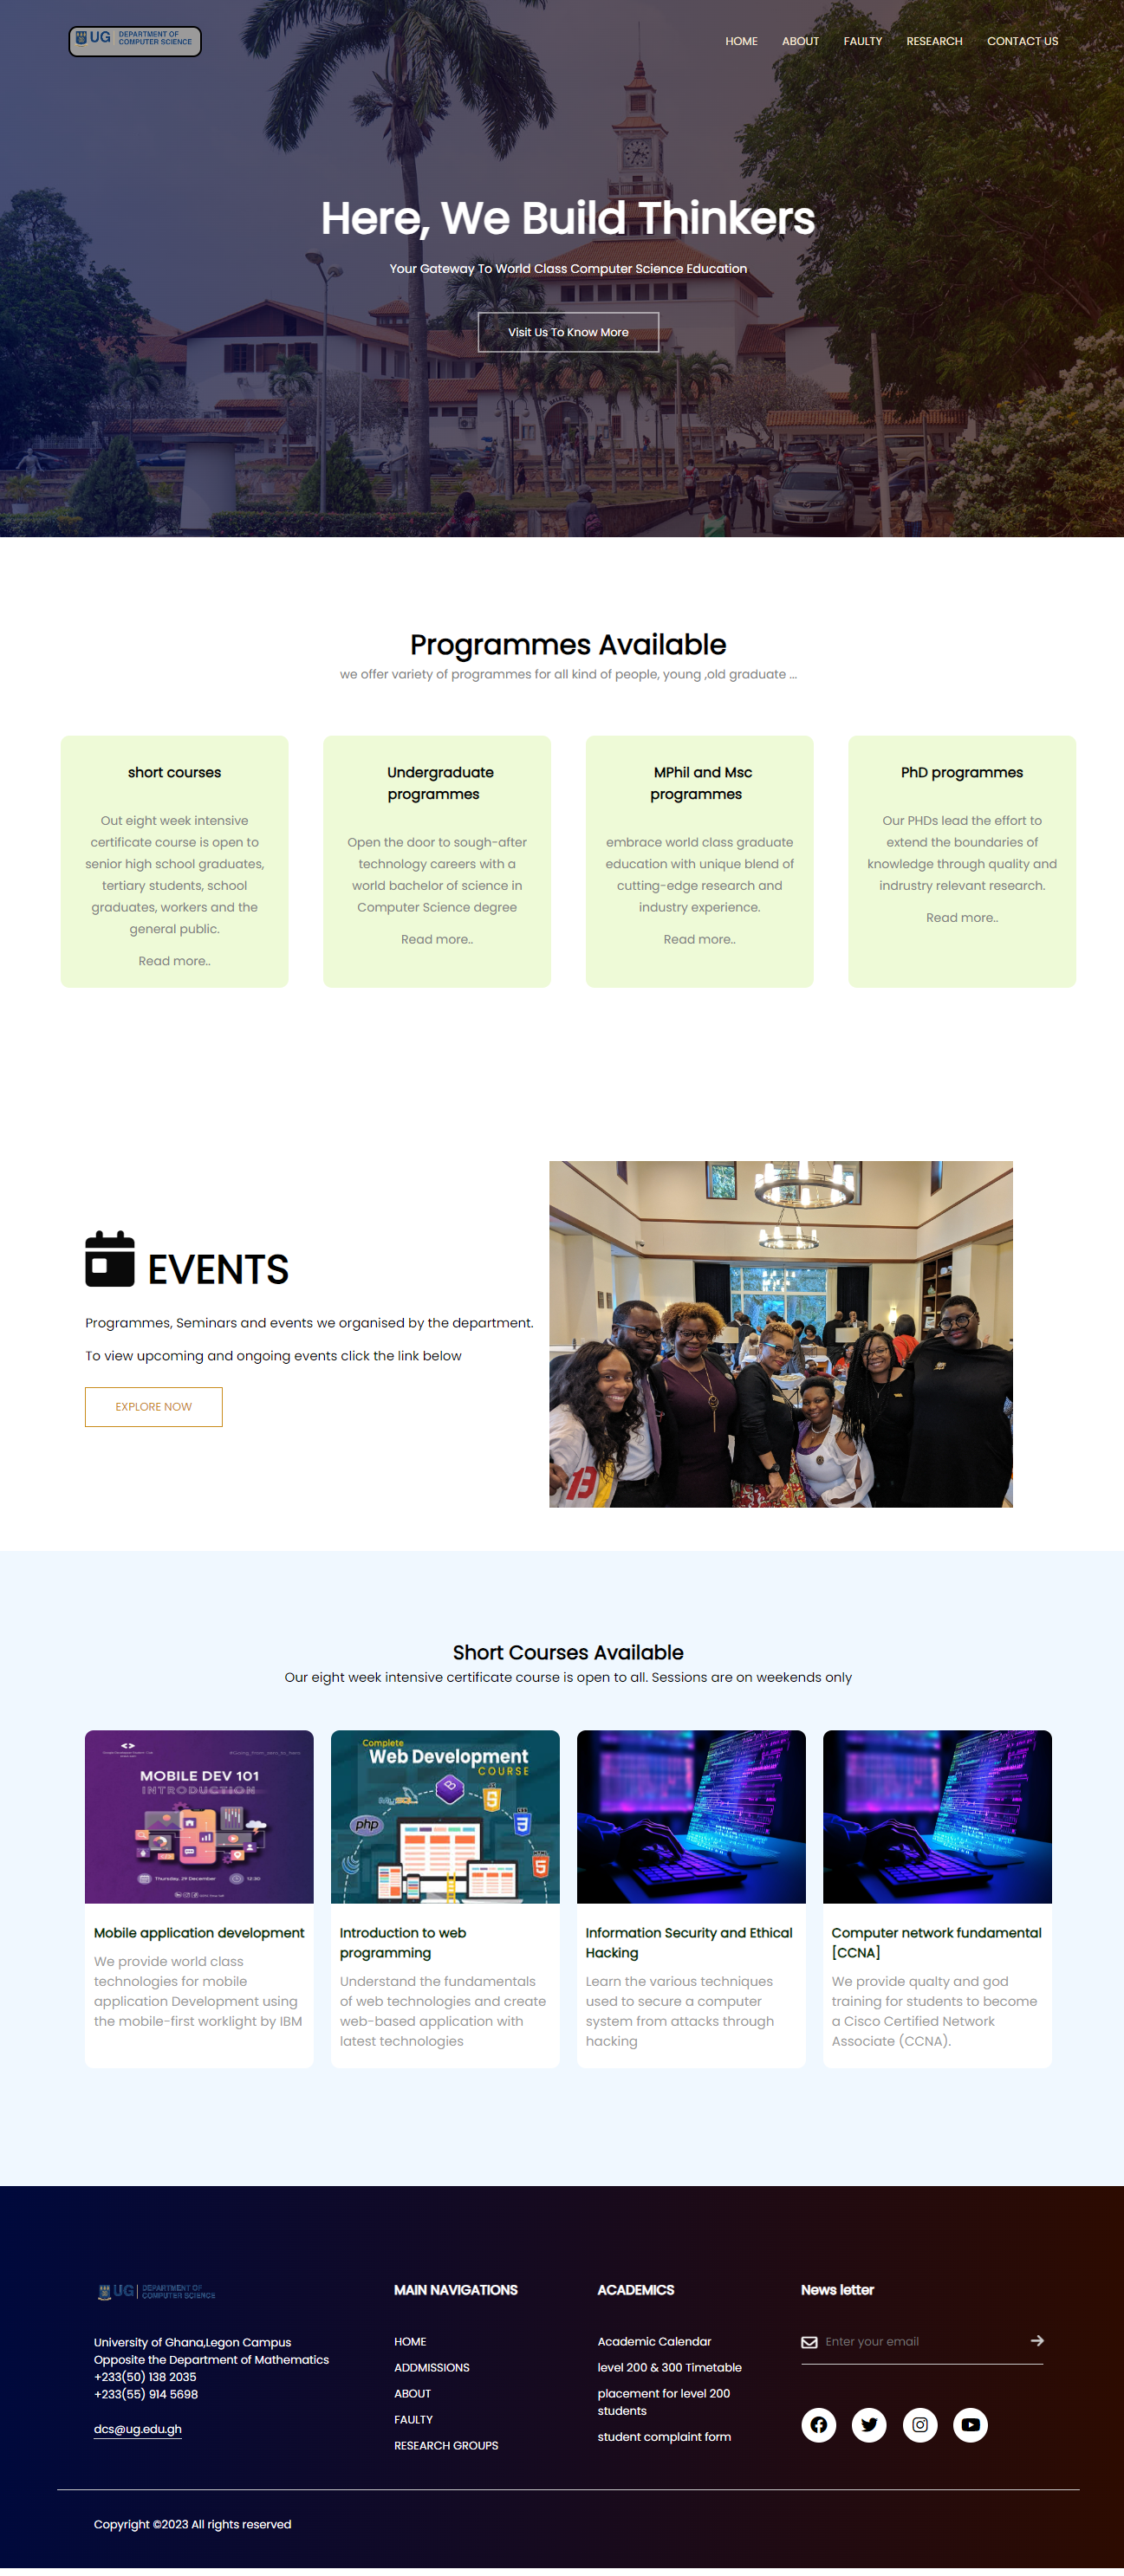 UG DEPARTMENT OF
COMPUTER SCIENCE
HOME ABOUT FAULTY RESEARCH CONTACT US
Here, We Build Thinkers
Your Gateway To World Class Computer Science Education
Visit Us To Know More
Programmes Available
we offer variety of programmes for all kind of people, young ,old graduate ...
short courses
Out eight week intensive
certificate course is open to
senior high school graduates,
tertiary students, school
graduates, workers and the
general public.
Read more..
Undergraduate
programmes
Open the door to sough-after
technology careers with a
world bachelor of science in
Computer Science degree
Read more..
MPhil and Msc
programmes
embrace world class graduate
education with unique blend of
cutting-edge research and
industry experience.
Read more..
PhD programmes
Our PHDs lead the effort to
extend the boundaries of
knowledge through quality and
indrustry relevant research.
Read more..
EVENTS
Programmes, Seminars and events we organised by the department.
To view upcoming and ongoing events click the link below
EXPLORE NOW
13
Short Courses Available
Our eight week intensive certificate course is open to all. Sessions are on weekends only
MOBILE DEV 101
INTRODUCTION
Thursday, 29 December
12:30
Mobile application development
We provide world class
technologies for mobile
application Development using
the mobile-first worklight by IBM
Complete
Web Development
COURSE
MySQL
php
5
3
5
Introduction to web
programming
Understand the fundamentals
of web technologies and create
web-based application with
latest technologies
Information Security and Ethical
Hacking
Learn the various techniques
used to secure a computer
system from attacks through
hacking
Computer network fundamental
[CCNA]
We provide qualty and god
training for students to become
a Cisco Certified Network
Associate (CCNA).
UG DEPARTMENT OF
COMPUTER SCIENCE
University of Ghana,Legon Campus
Opposite the Department of Mathematics
+233(50) 138 2035
+233(55) 914 5698
dcs@ug.edu.gh
MAIN NAVIGATIONS
HOME
ADDMISSIONS
ABOUT
FAULTY
RESEARCH GROUPS
ACADEMICS
Academic Calendar
level 200 & 300 Timetable
placement for level 200
students
student complaint form
News letter
Enter your email
Copyright ©2023 All rights reserved